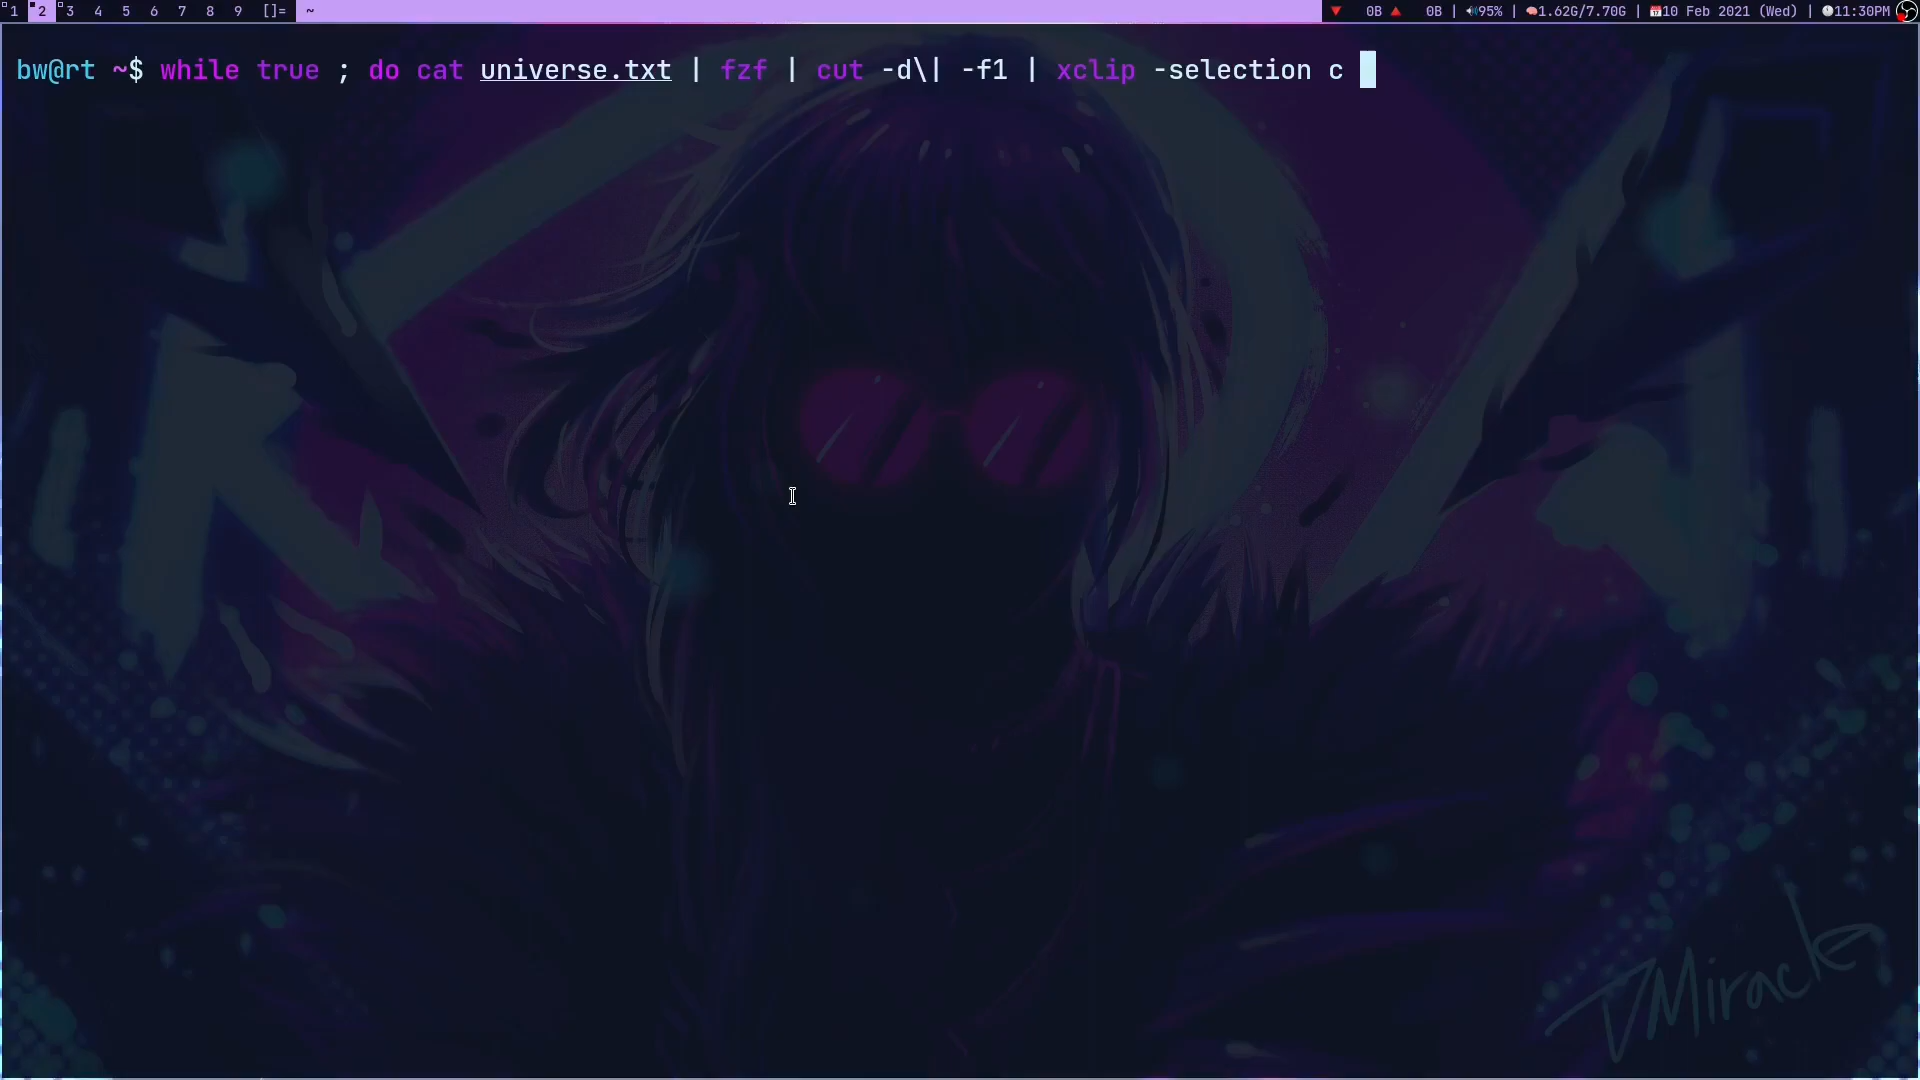 1 2 3 4 5 6 7 8 9 []= ~ 0B 0B | 95% | 1.62G/7.70G | 10 Feb 2021 (Wed) | 11:30PM
bw@rt ~$ while true ; do cat universe.txt | fzf | cut -d\| -f1 | xclip -selection c
DMiracle